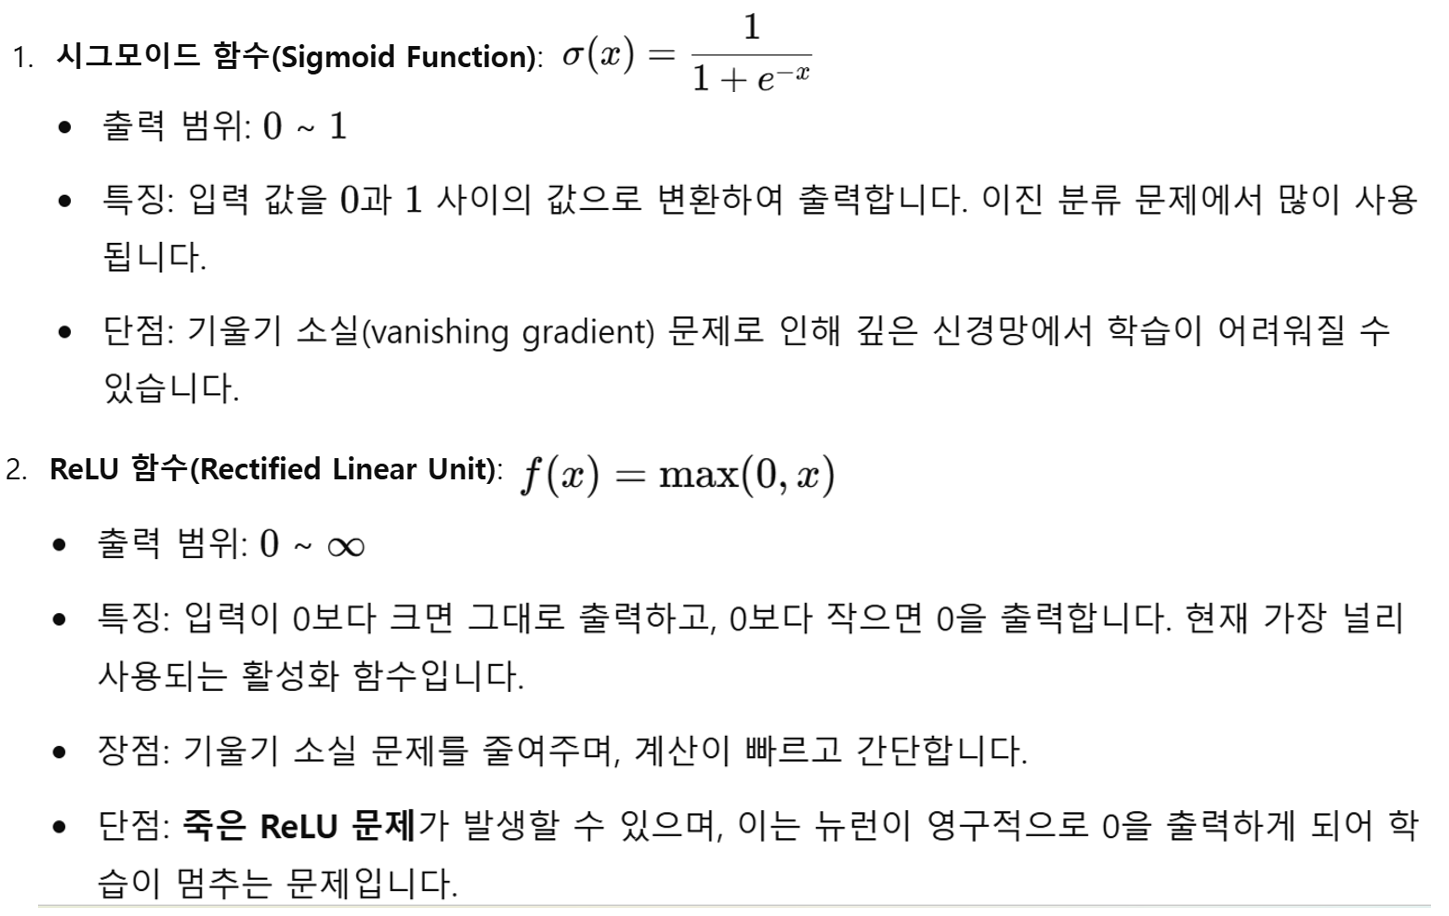 1. 시그모이드 함수(Sigmoid Function): σ(x) = 1 / (1 + e^{-x})
• 출력 범위: 0 ~ 1
• 특징: 입력 값을 0과 1 사이의 값으로 변환하여 출력합니다. 이진 분류 문제에서 많이 사용
됩니다.
• 단점: 기울기 소실(vanishing gradient) 문제로 인해 깊은 신경망에서 학습이 어려워질 수
있습니다.
2. ReLU 함수(Rectified Linear Unit): f(x) = max(0, x)
• 출력 범위: 0 ~ ∞
• 특징: 입력이 0보다 크면 그대로 출력하고, 0보다 작으면 0을 출력합니다. 현재 가장 널리
사용되는 활성화 함수입니다.
• 장점: 기울기 소실 문제를 줄여주며, 계산이 빠르고 간단합니다.
• 단점: 죽은 ReLU 문제가 발생할 수 있으며, 이는 뉴런이 영구적으로 0을 출력하게 되어 학
습이 멈추는 문제입니다.